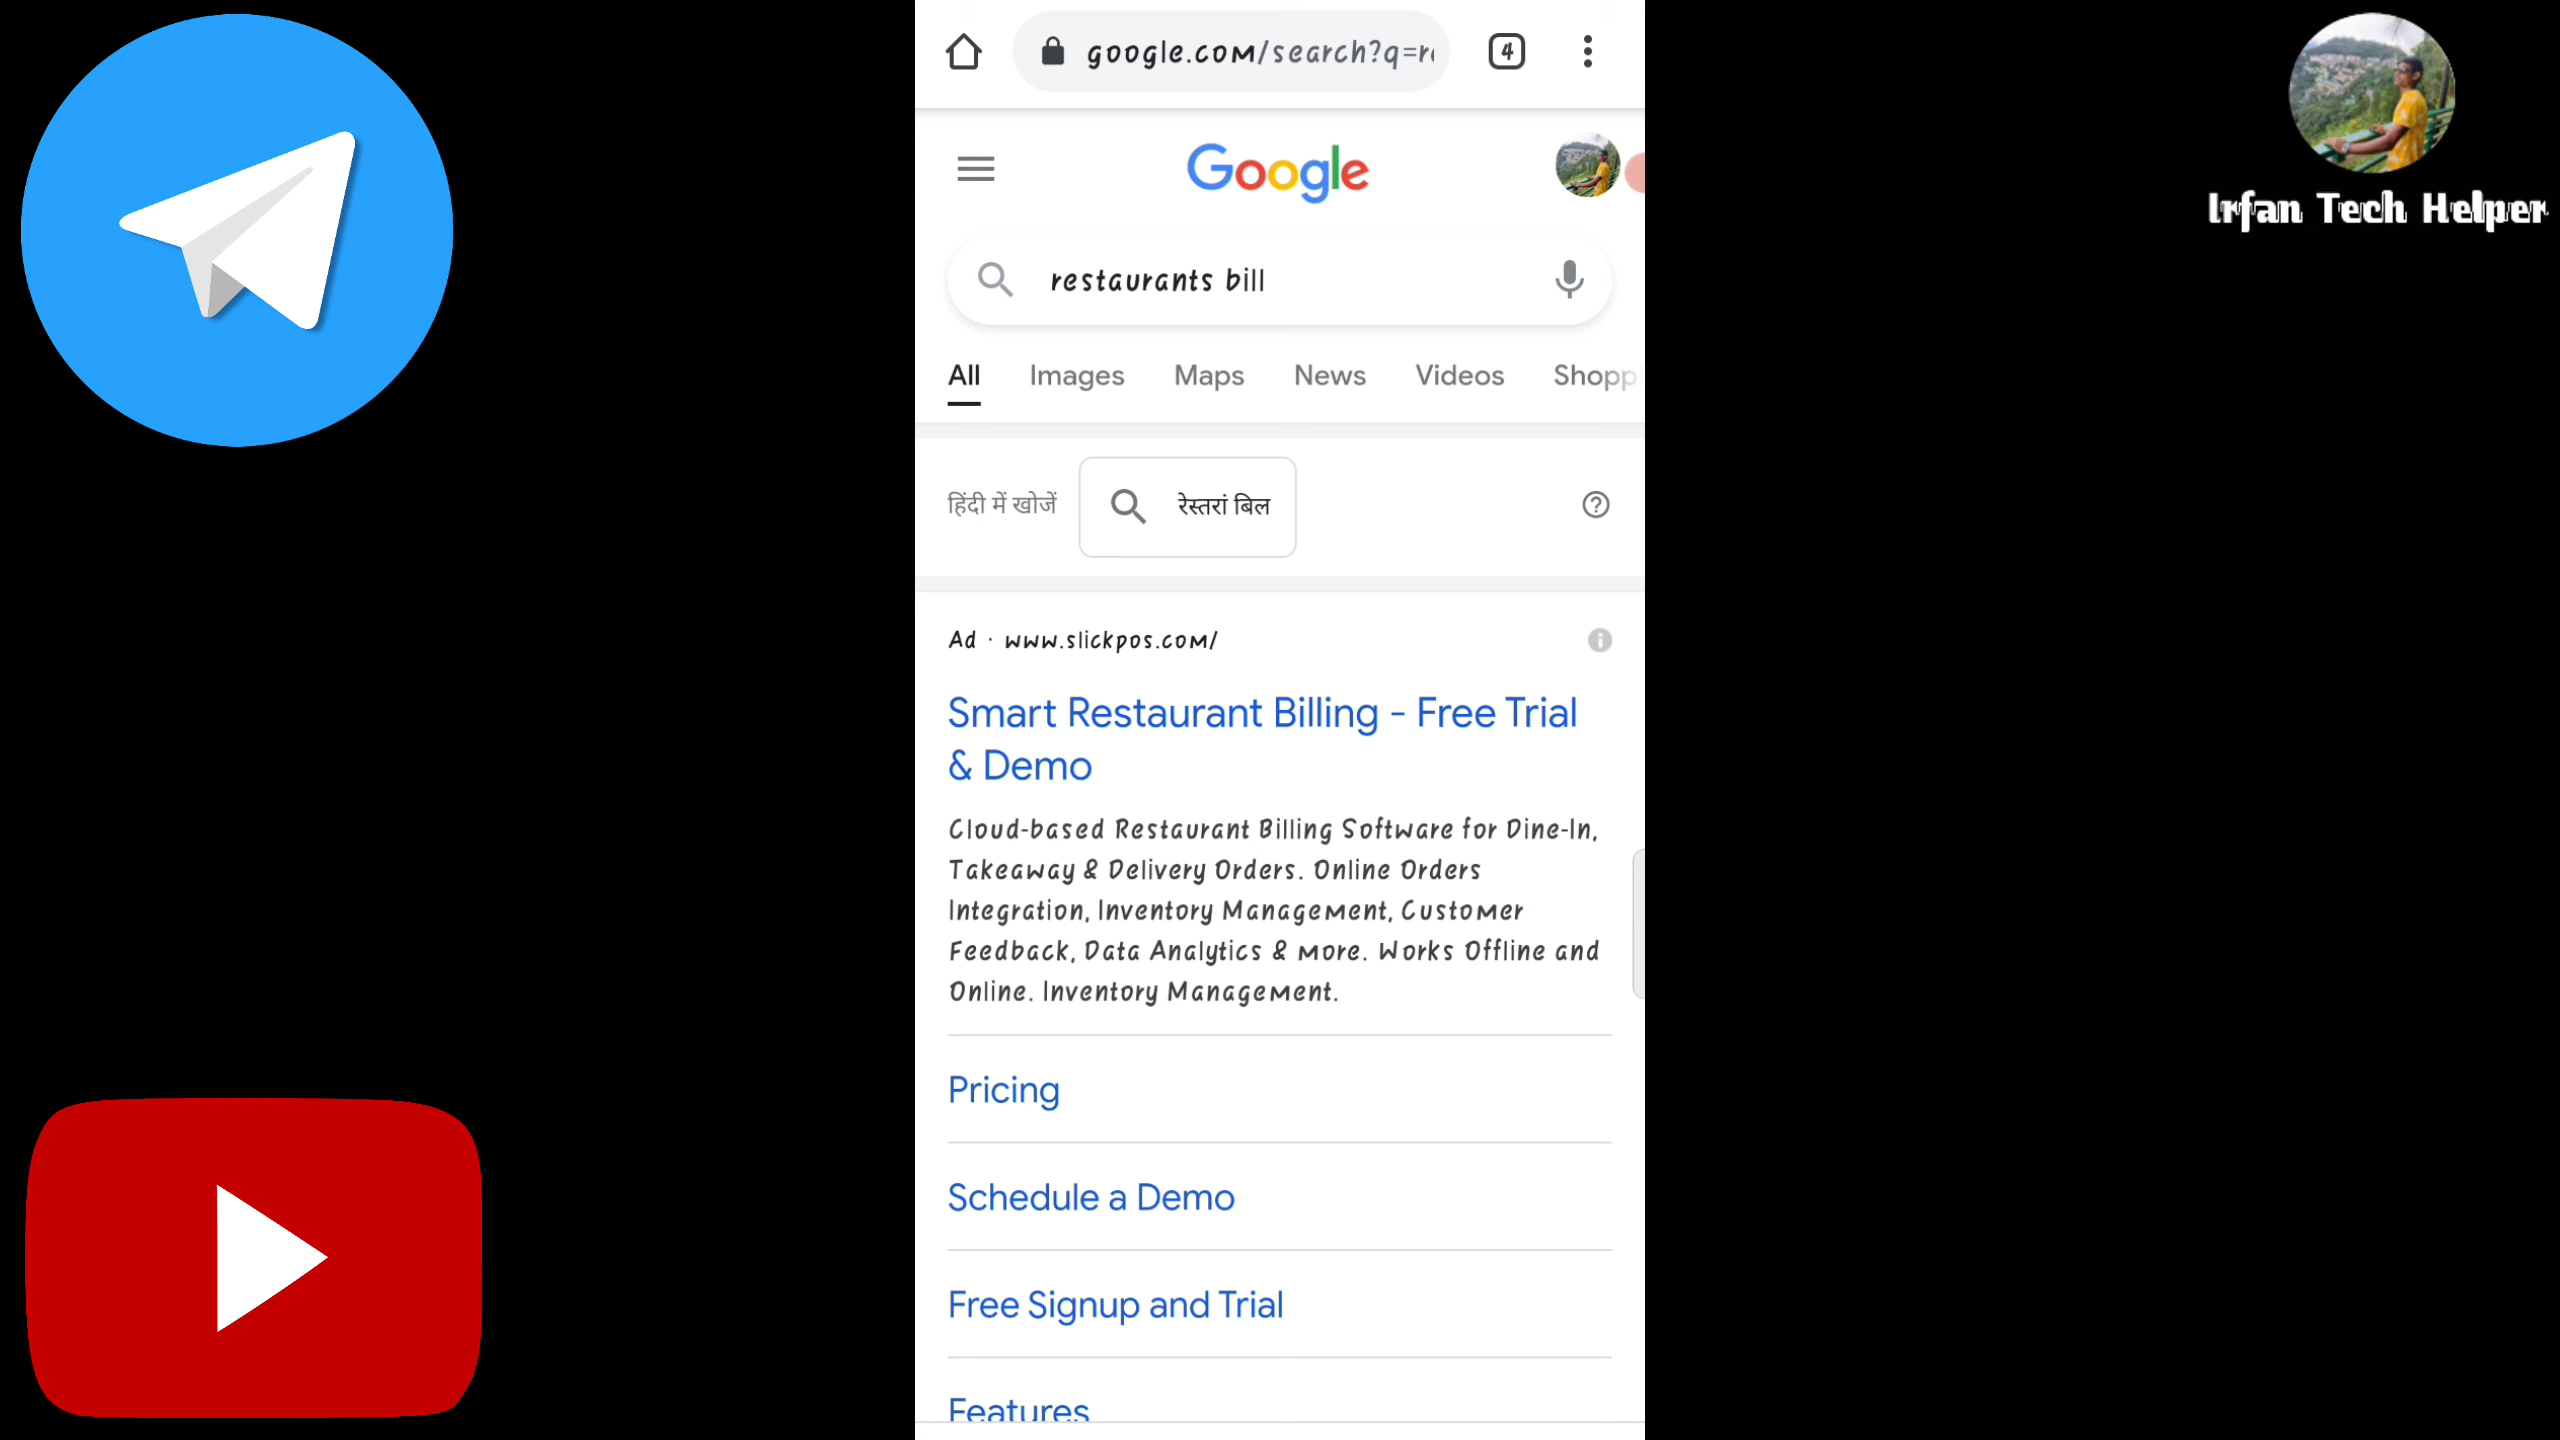 google.com/search?q=r
4
Irfan Tech Helper
Google
restaurants bill
All Images Maps News Videos Shopp
हिंदी में खोजें रेस्तरां बिल
Ad · www.slickpos.com/
Smart Restaurant Billing - Free Trial
& Demo
Cloud-based Restaurant Billing Software for Dine-In,
Takeaway & Delivery Orders. Online Orders
Integration, Inventory Management, Customer
Feedback, Data Analytics & more. Works Offline and
Online. Inventory Management.
Pricing
Schedule a Demo
Free Signup and Trial
Features